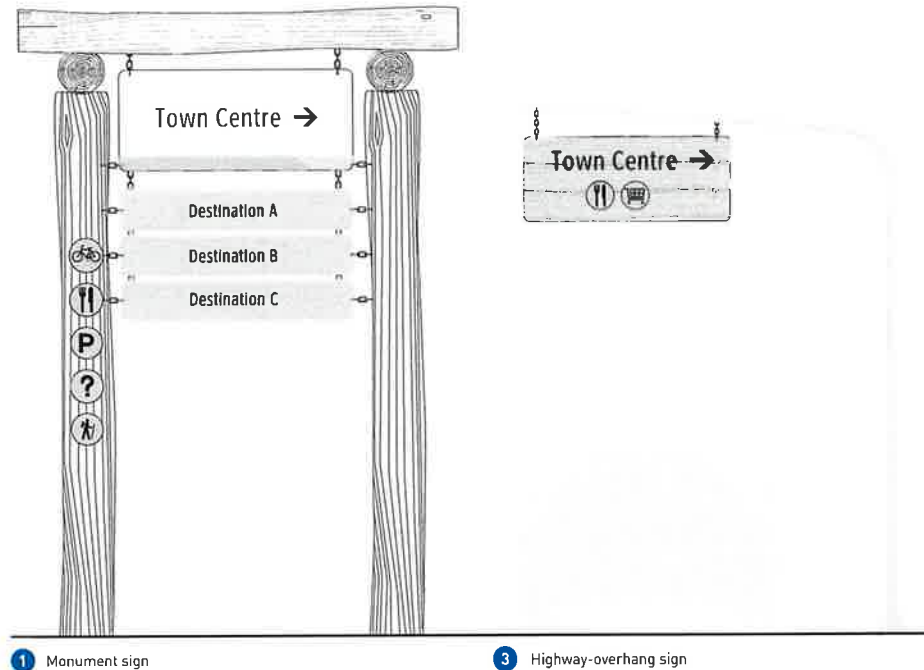 Town Centre →
Destination A
Destination B
Destination C
P
?
Town Centre →
1 Monument sign
3 Highway-overhang sign